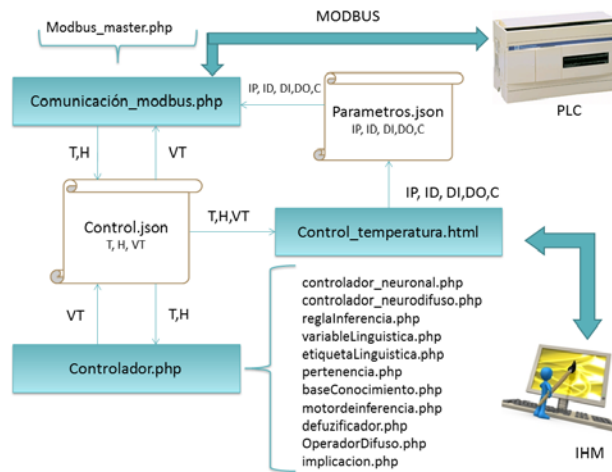 MODBUS
Modbus_master.php
Comunicación_modbus.php
IP, ID, DI,DO,C
Parametros.json
IP, ID, DI,DO,C
PLC
T,H
VT
IP, ID, DI,DO,C
Control.json
T, H, VT
T,H,VT
Control_temperatura.html
VT
T,H
Controlador.php
controlador_neuronal.php
controlador_neurodifuso.php
reglaInferencia.php
variableLinguistica.php
etiquetaLinguistica.php
pertenencia.php
baseConocimiento.php
motordeinferencia.php
defuzificador.php
OperadorDifuso.php
implicacion.php
IHM